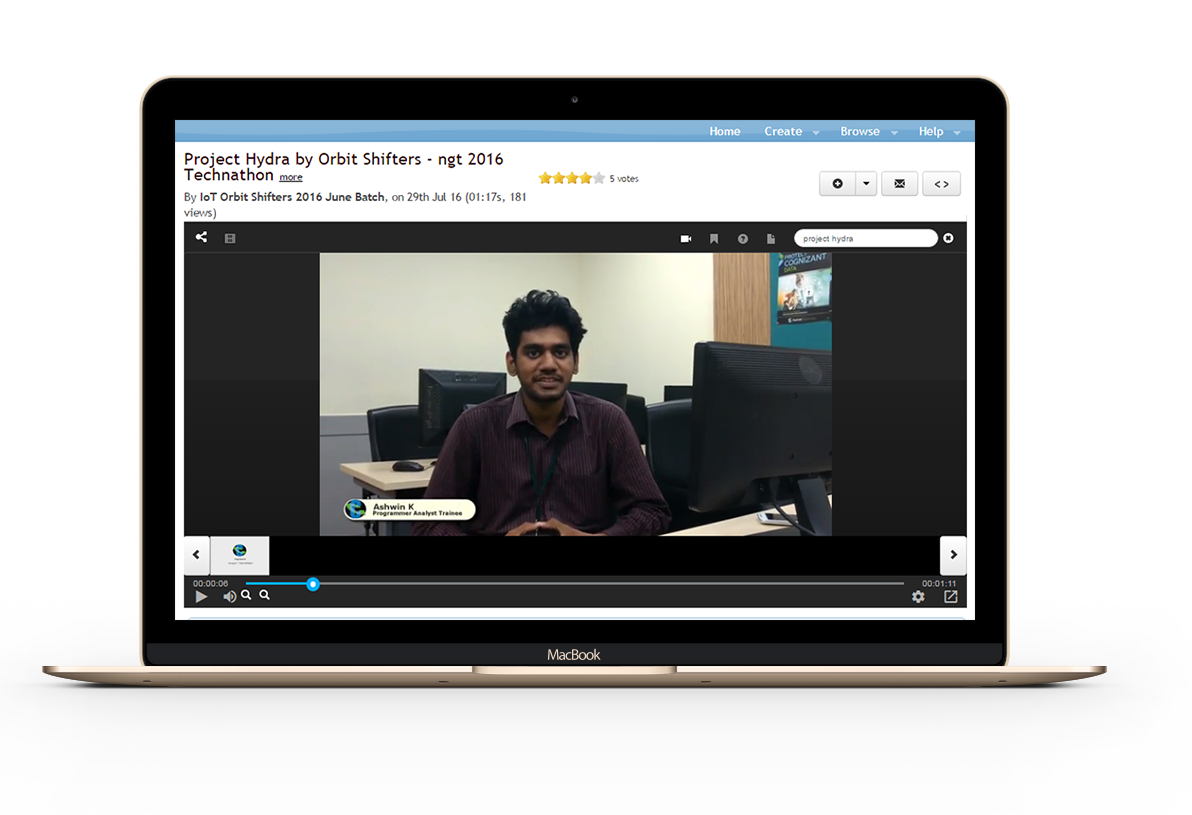 Home Create Browse Help
Project Hydra by Orbit Shifters - ngt 2016
Technathon more
5 votes
By IoT Orbit Shifters 2016 June Batch, on 29th Jul 16 (01:17s, 181
views)
project hydra
PROTECT
COGNIZANT
DATA
Ashwin K
Programmer Analyst Trainee
00:00:06
00:01:11
MacBook